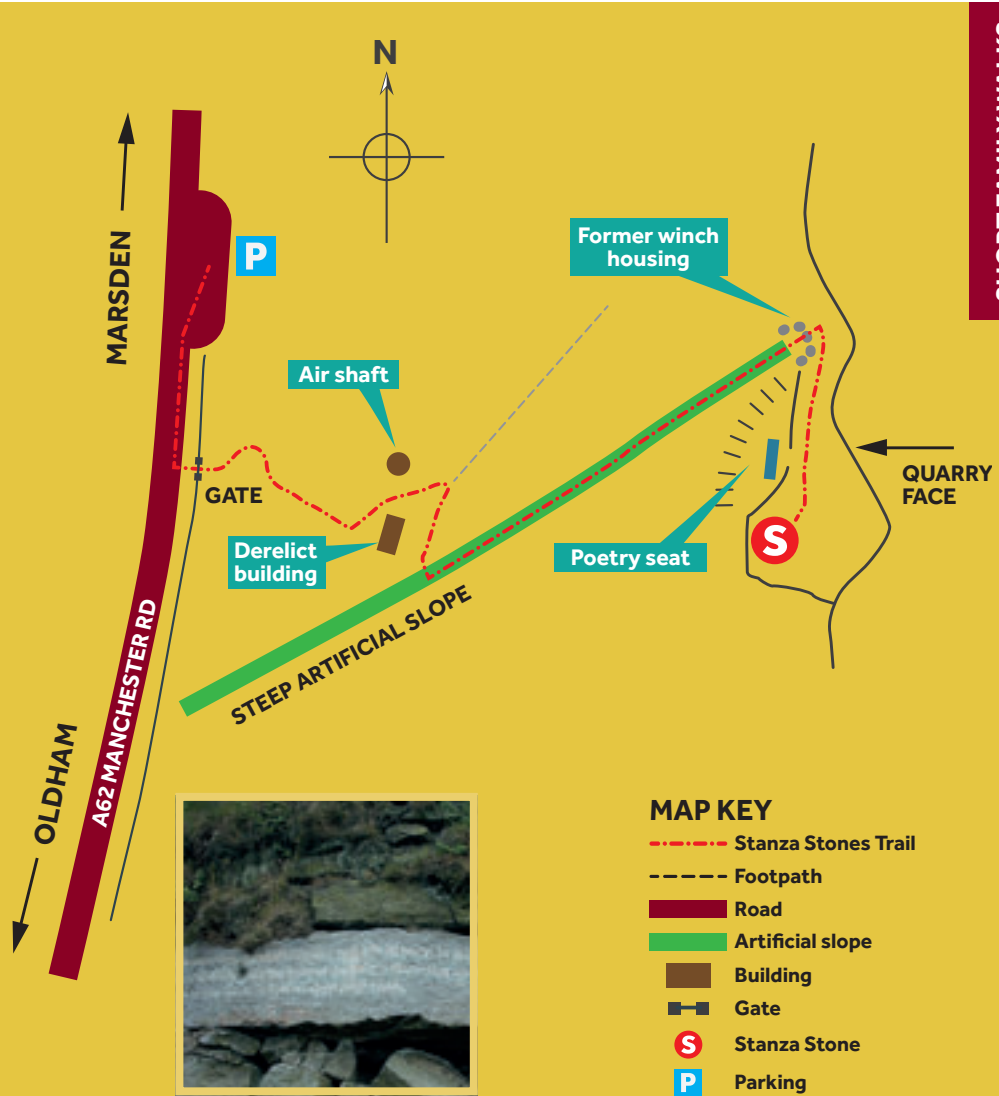 N
MARSDEN
P
Former winch
housing
Air shaft
GATE
QUARRY
FACE
Derelict
building
Poetry seat
S
STEEP ARTIFICIAL SLOPE
A62 MANCHESTER RD
OLDHAM
MAP KEY
Stanza Stones Trail
Footpath
Road
Artificial slope
Building
Gate
S Stanza Stone
P Parking